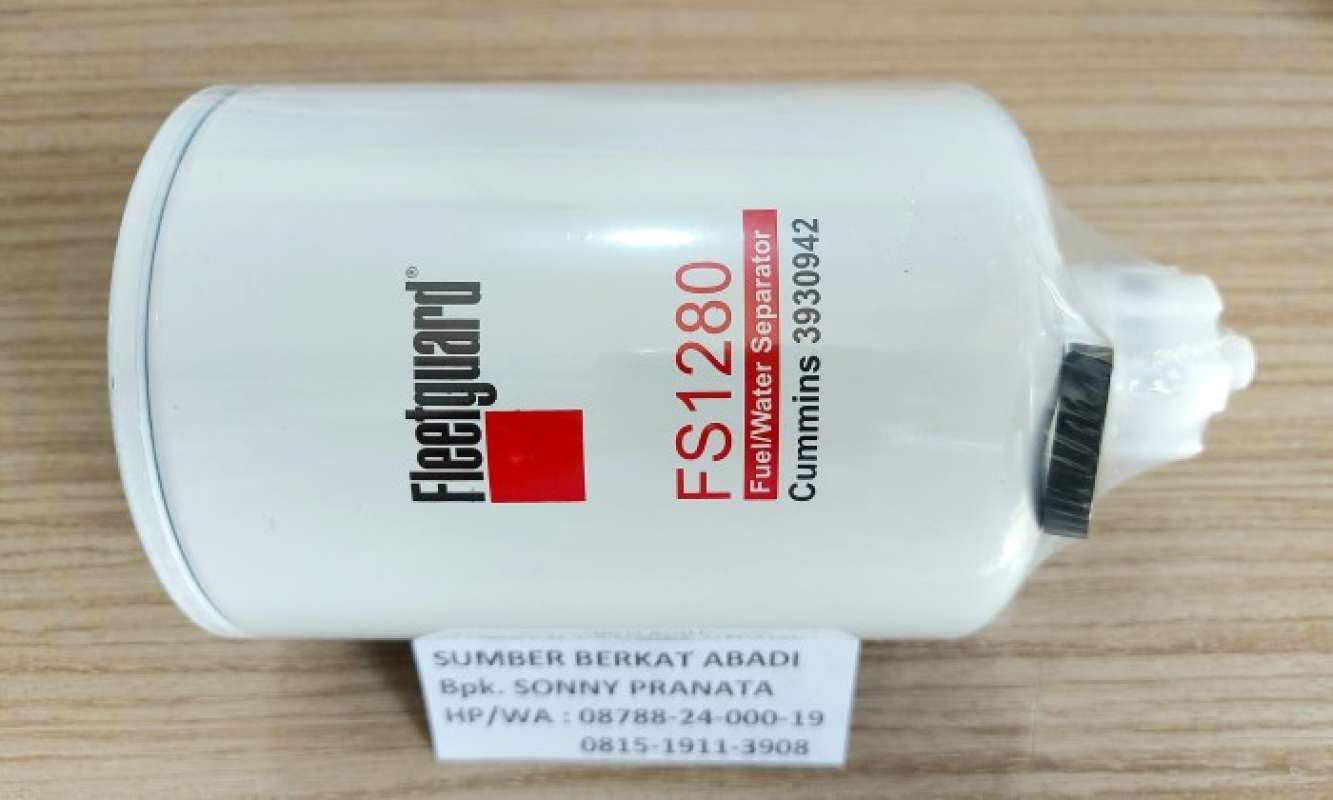 Fleetguard®
FS1280
Fuel/Water Separator
Cummins 3930942
SUMBER BERKAT ABADI
Bpk. SONNY PRANATA
HP/WA : 08788-24-000-19
0815-1911-3908